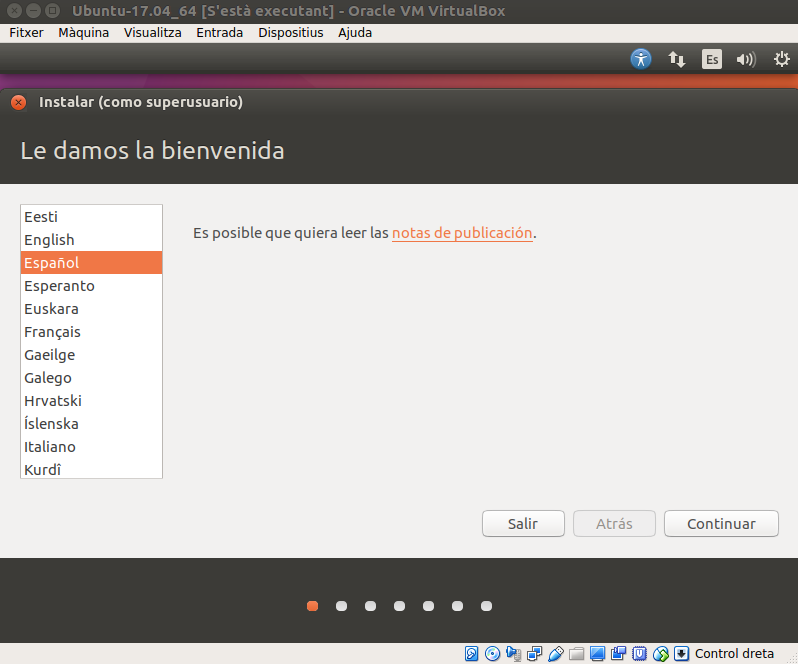 Ubuntu-17.04_64 [S'està executant] - Oracle VM VirtualBox
Fitxer Màquina Visualitza Entrada Dispositius Ajuda
Es
Instalar (como superusuario)
Le damos la bienvenida
Eesti
English
Español
Esperanto
Euskara
Français
Gaeilge
Galego
Hrvatski
Íslenska
Italiano
Kurdî
Es posible que quiera leer las notas de publicación.
Salir Atrás Continuar
Control dreta